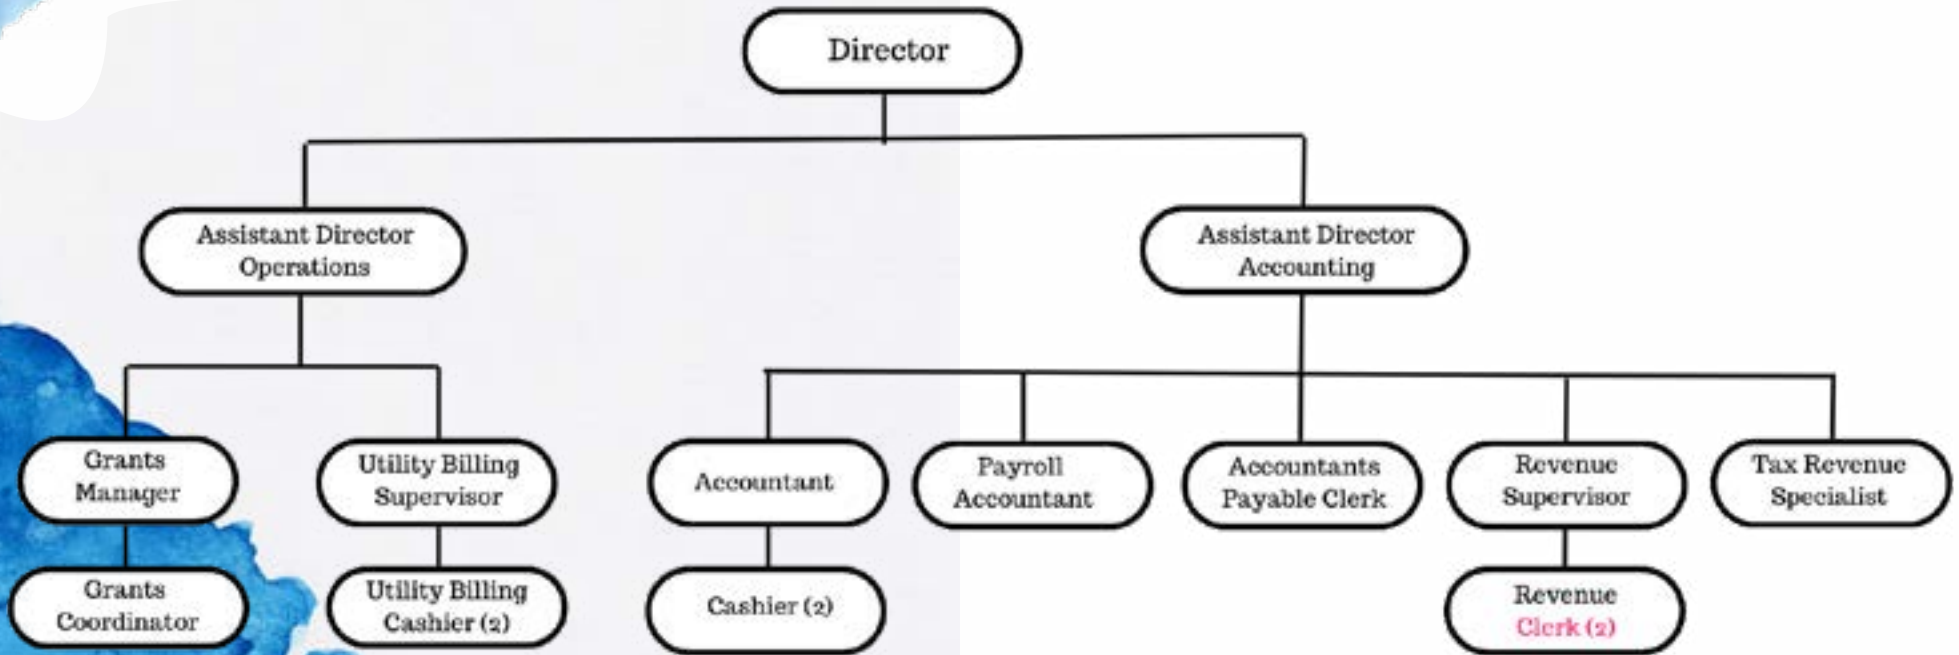 Director
Assistant Director
Operations
Assistant Director
Accounting
Grants
Manager
Utility Billing
Supervisor
Accountant
Payroll
Accountant
Accountants
Payable Clerk
Revenue
Supervisor
Tax Revenue
Specialist
Grants
Coordinator
Utility Billing
Cashier (2)
Cashier (2)
Revenue
Clerk (2)